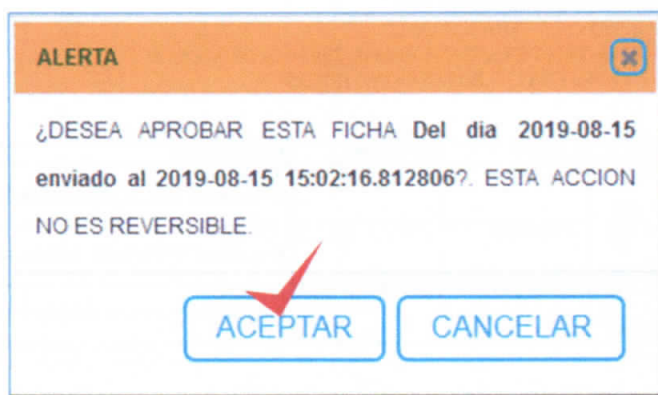 ALERTA
¿DESEA APROBAR ESTA FICHA Del dia 2019-08-15
enviado al 2019-08-15 15:02:16.812806?. ESTA ACCION
NO ES REVERSIBLE.
ACEPTAR CANCELAR